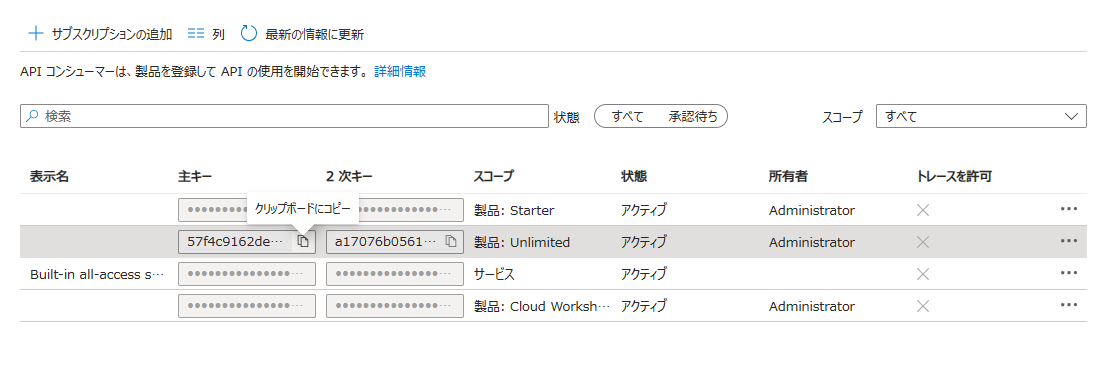 サブスクリプションの追加 列 最新の情報に更新
API コンシューマーは、製品を登録して API の使用を開始できます。 詳細情報
検索 状態 すべて 承認待ち スコープ すべて
表示名 主キー 2 次キー スコープ 状態 所有者 トレースを許可
クリップボードにコピー
製品: Starter アクティブ Administrator
57f4c9162de… a17076b0561… 製品: Unlimited アクティブ Administrator
Built-in all-access s… サービス アクティブ
製品: Cloud Worksh… アクティブ Administrator